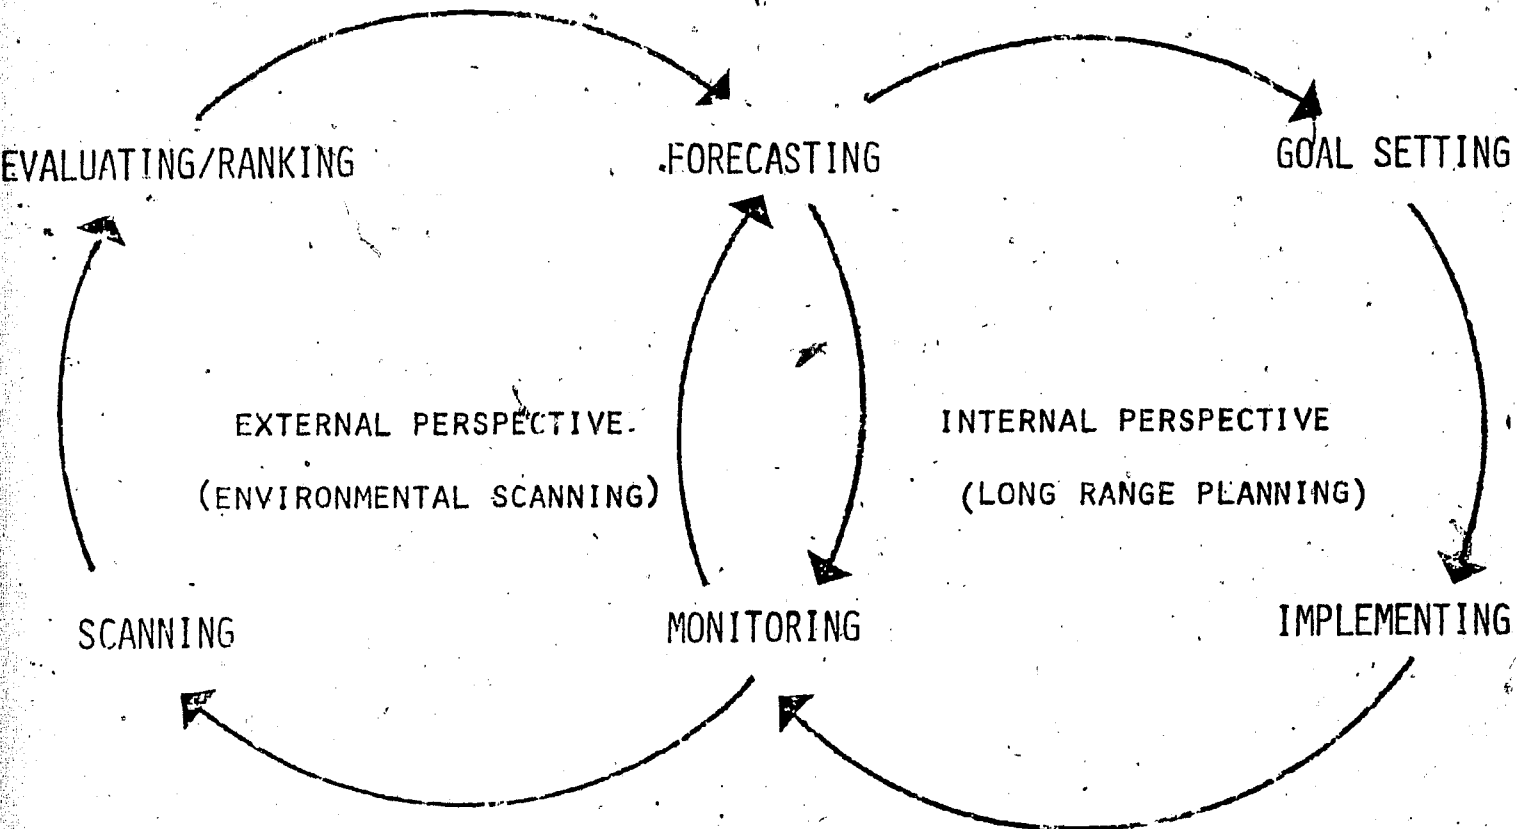 EVALUATING/RANKING
FORECASTING
GOAL SETTING
EXTERNAL PERSPECTIVE
(ENVIRONMENTAL SCANNING)
INTERNAL PERSPECTIVE
(LONG RANGE PLANNING)
SCANNING
MONITORING
IMPLEMENTING